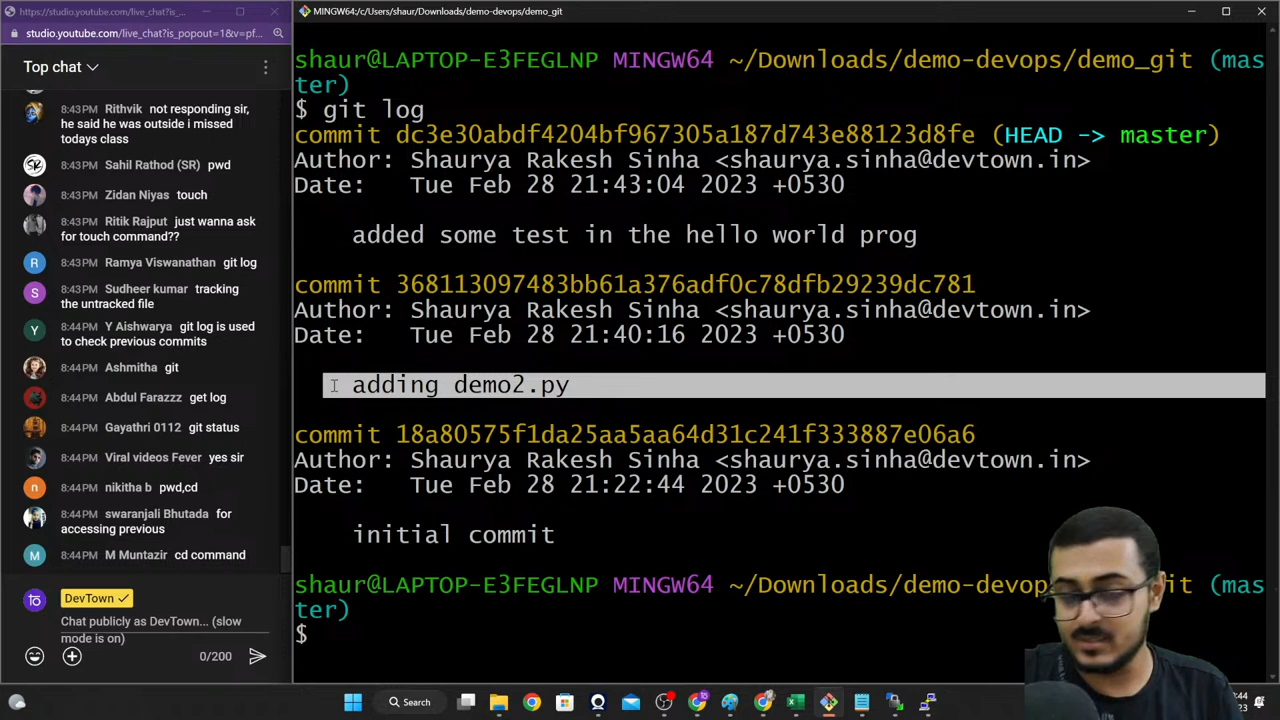 https://studio.youtube.com/live_chat?is_...
studio.youtube.com/live_chat?is_popout=1&v=pf...
Top chat
Rithvik not responding sir,
he said he was outside i missed
todays class
8:43 PM Sahil Rathod (SR) pwd
8:43 PM Zidan Niyas touch
8:43 PM Ritik Rajput just wanna ask
for touch command??
8:43 PM Ramya Viswanathan git log
8:43 PM Sudheer kumar tracking
the untracked file
8:44 PM Y Aishwarya git log is used
to check previous commits
8:44 PM Ashmitha git
8:44 PM Abdul Farazzz get log
8:44 PM Gayathri 0112 git status
8:44 PM Viral videos Fever yes sir
8:44 PM nikitha b pwd,cd
8:44 PM swaranjali Bhutada for
accessing previous
8:44 PM M Muntazir cd command
DevTown
Chat publicly as DevTown... (slow
mode is on)
0/200
MINGW64:/c/Users/shaur/Downloads/demo-devops/demo_git
shaur@LAPTOP-E3FEGLNP MINGW64 ~/Downloads/demo-devops/demo_git (mas
ter)
$ git log
commit dc3e30abdf4204bf967305a187d743e88123d8fe (HEAD -> master)
Author: Shaurya Rakesh Sinha <shaurya.sinha@devtown.in>
Date: Tue Feb 28 21:43:04 2023 +0530
added some test in the hello world prog
commit 368113097483bb61a376adf0c78dfb29239dc781
Author: Shaurya Rakesh Sinha <shaurya.sinha@devtown.in>
Date: Tue Feb 28 21:40:16 2023 +0530
adding demo2.py
commit 18a80575f1da25aa5aa64d31c241f333887e06a6
Author: Shaurya Rakesh Sinha <shaurya.sinha@devtown.in>
Date: Tue Feb 28 21:22:44 2023 +0530
initial commit
shaur@LAPTOP-E3FEGLNP MINGW64 ~/Downloads/demo-devops/ git (mas
ter)
$
Search